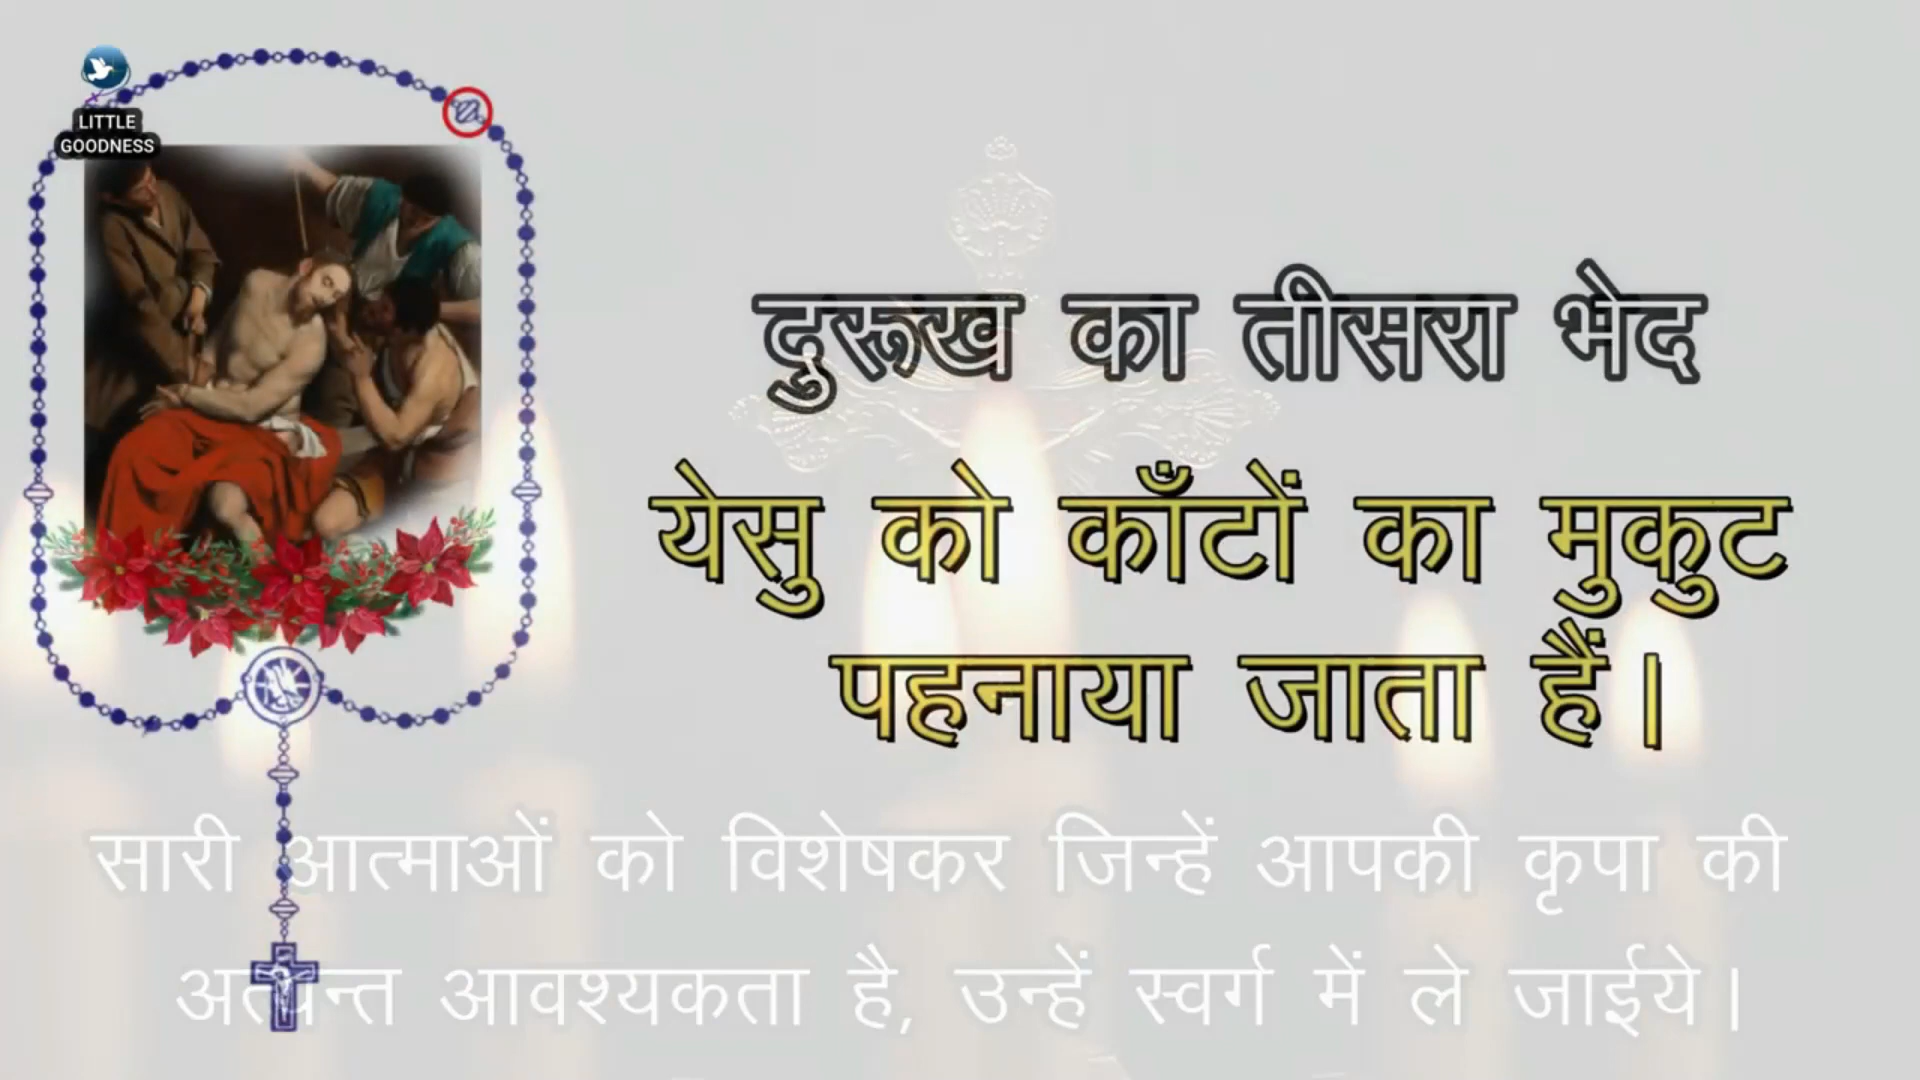 LITTLE
GOODNESS
दुरूख का तीसरा भेद
येसु को काँटों का मुकुट
पहनाया जाता हैं।
सारी आत्माओं को विशेषकर जिन्हें आपकी कृपा की
अत्यन्त आवश्यकता है, उन्हें स्वर्ग में ले जाईये।